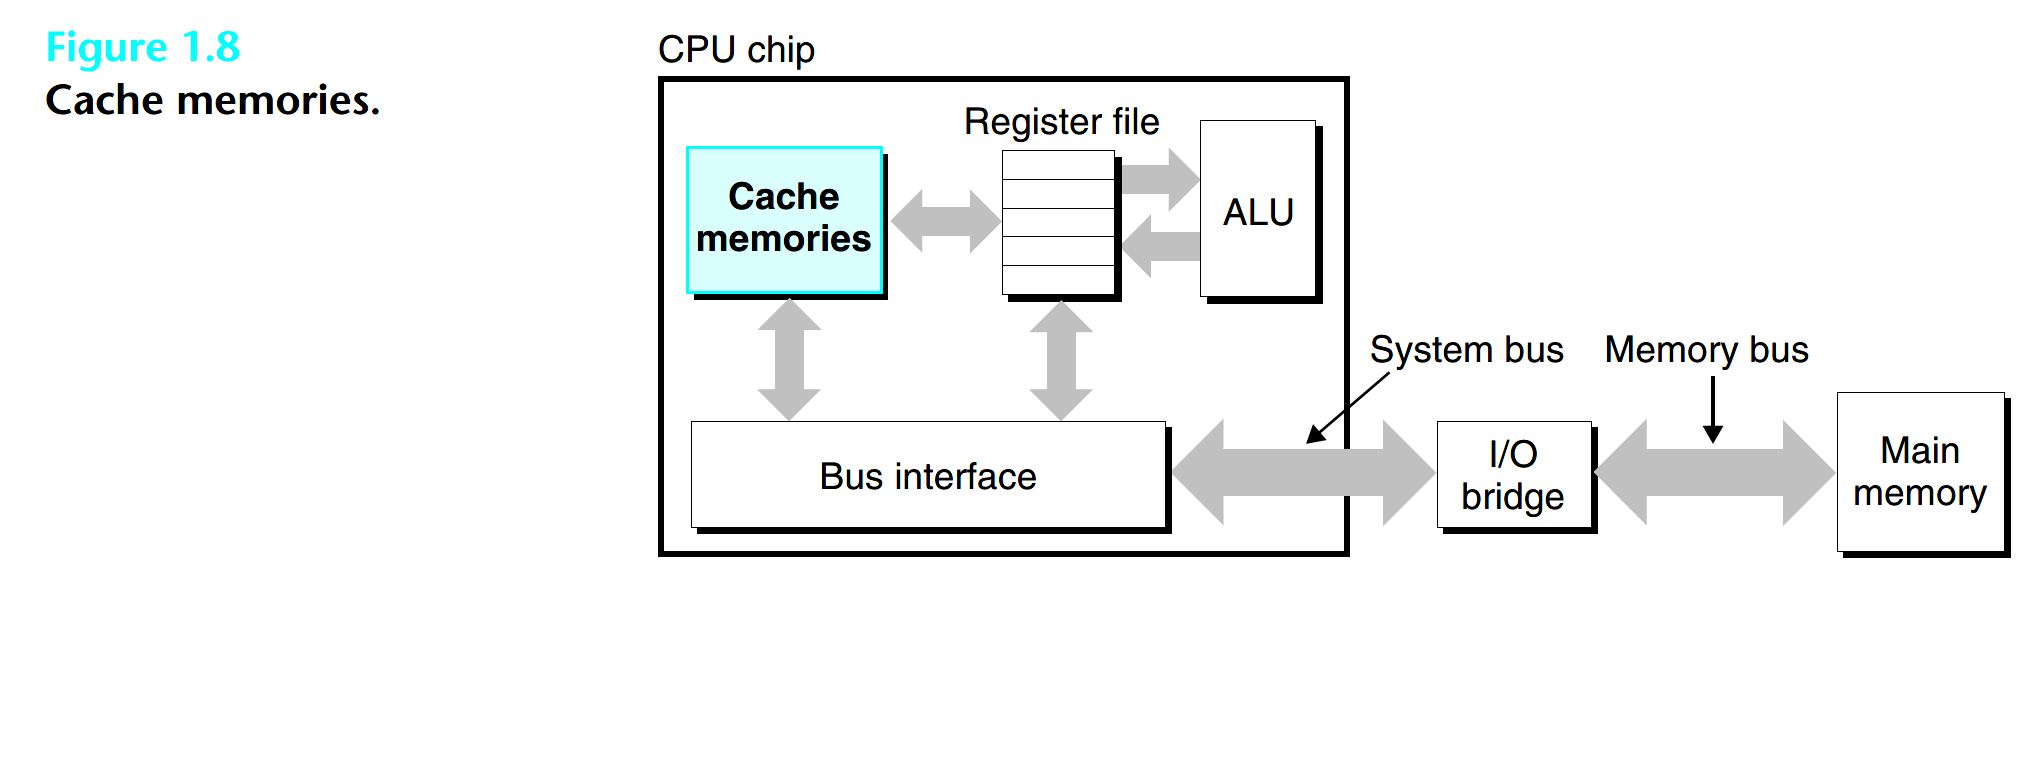 Figure 1.8
Cache memories.
CPU chip
Register file
Cache
memories
ALU
System bus
Memory bus
Bus interface
I/O
bridge
Main
memory